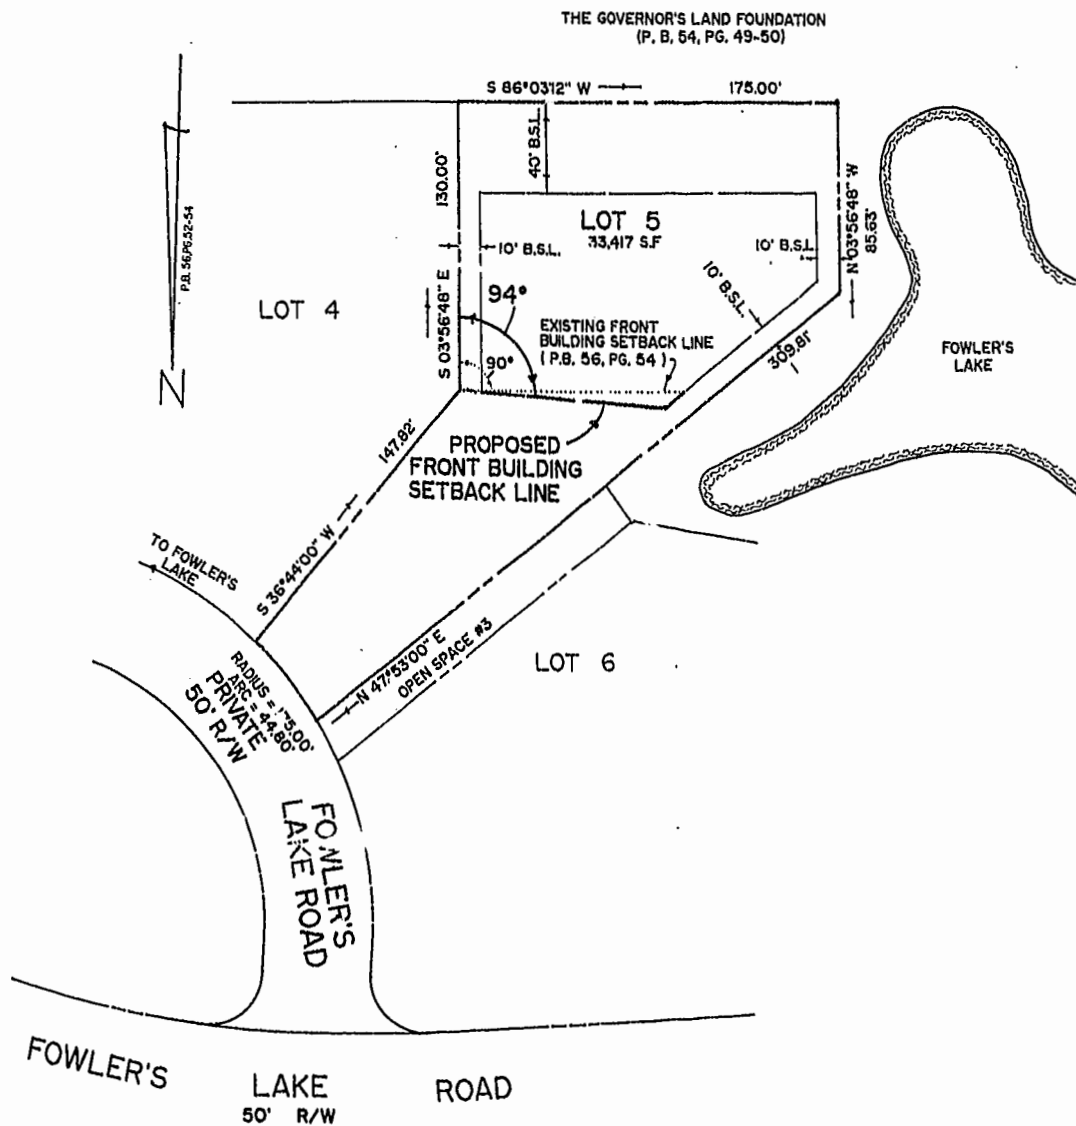 THE GOVERNOR'S LAND FOUNDATION
(P. B. 54, PG. 49-50)
S 86°03'12" W
175.00'
40' B.S.L.
130.00'
P.B. 56, PG. 52-54
LOT 5
33,417 S.F
N 03°56'48" W
85.63'
10' B.S.L.
10' B.S.L.
10' B.S.L.
S 03°56'48" E
94°
LOT 4
EXISTING FRONT
BUILDING SETBACK LINE
( P.B. 56, PG. 54 )
90°
309.81'
FOWLER'S
LAKE
N
147.82'
PROPOSED
FRONT BUILDING
SETBACK LINE
S 36°44'00" W
TO FOWLER'S
LAKE
N 47°53'00" E
OPEN SPACE #3
LOT 6
RADIUS = 175.00'
ARC = 44.80'
PRIVATE
50' R/W
FOWLER'S
LAKE ROAD
FOWLER'S LAKE ROAD
50' R/W